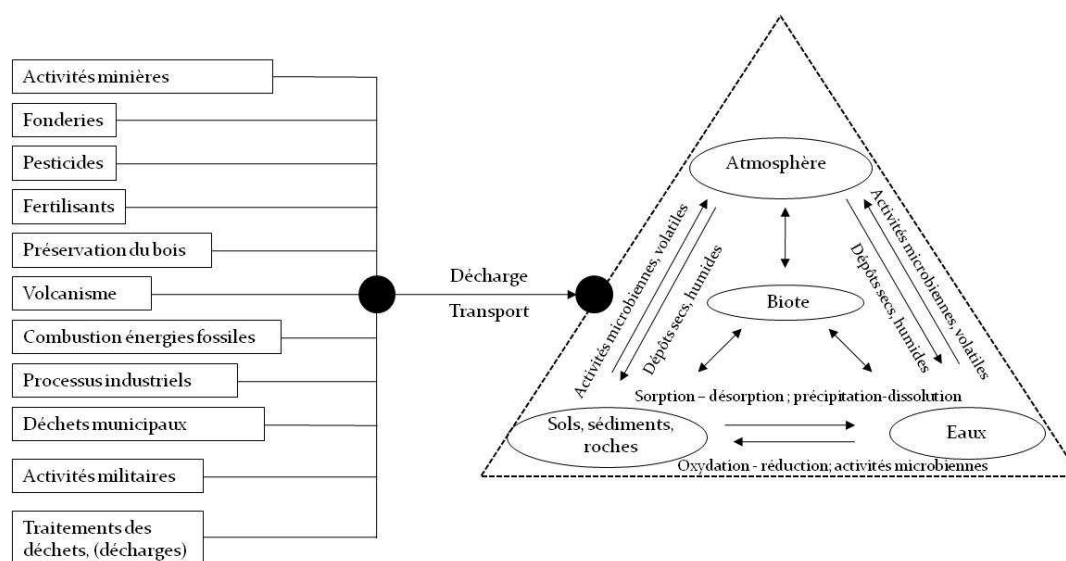 Activités minières
Fonderies
Pesticides
Fertilisants
Préservation du bois
Volcanisme
Combustion énergies fossiles
Processus industriels
Déchets municipaux
Activités militaires
Traitements des
déchets, (décharges)
Décharge
Transport
Atmosphère
Activités microbiennes, volatiles
Dépôts secs, humides
Biote
Dépôts secs, humides
Activités microbiennes, volatiles
Sorption – désorption ; précipitation-dissolution
Sols, sédiments,
roches
Eaux
Oxydation - réduction; activités microbiennes